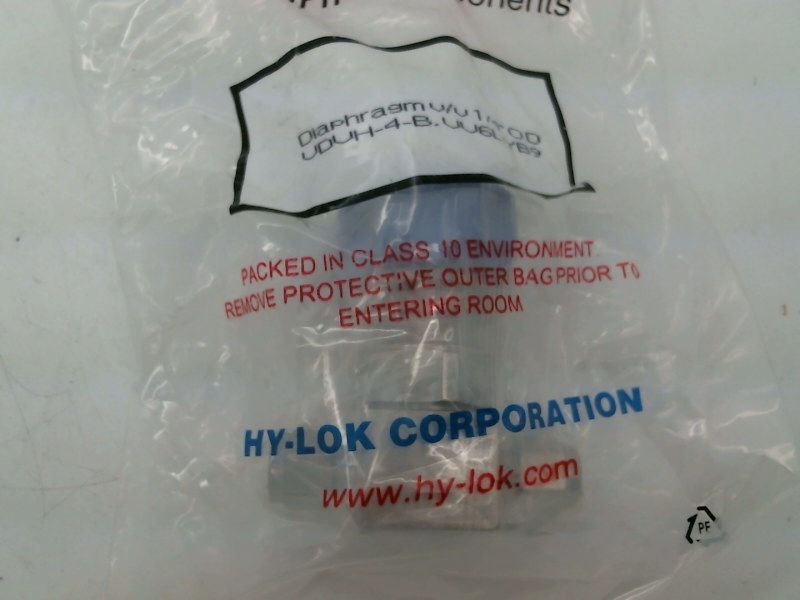 Diaphragm
PACKED IN CLASS 10 ENVIRONMENT.
REMOVE PROTECTIVE OUTER BAG PRIOR TO
ENTERING ROOM
HY-LOK CORPORATION
www.hy-lok.com
PF